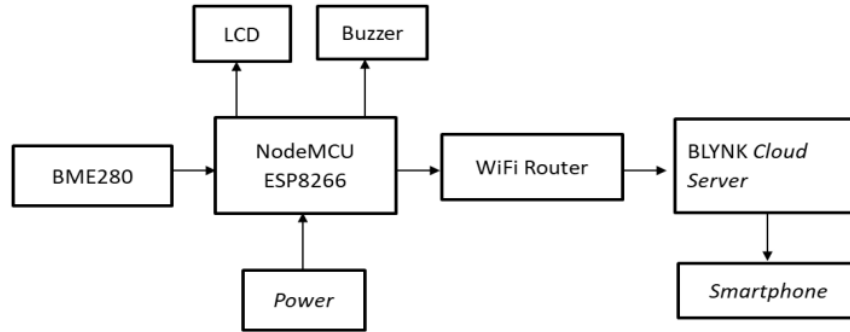 LCD
Buzzer
NodeMCU
ESP8266
BME280
WiFi Router
BLYNK Cloud
Server
Power
Smartphone